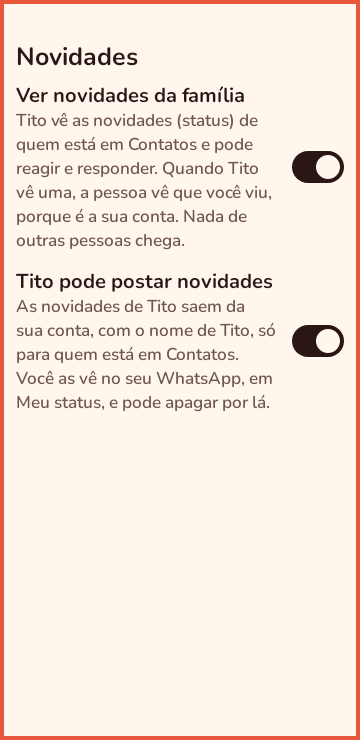 Novidades
Ver novidades da família
Tito vê as novidades (status) de
quem está em Contatos e pode
reagir e responder. Quando Tito
vê uma, a pessoa vê que você viu,
porque é a sua conta. Nada de
outras pessoas chega.
Tito pode postar novidades
As novidades de Tito saem da
sua conta, com o nome de Tito, só
para quem está em Contatos.
Você as vê no seu WhatsApp, em
Meu status, e pode apagar por lá.